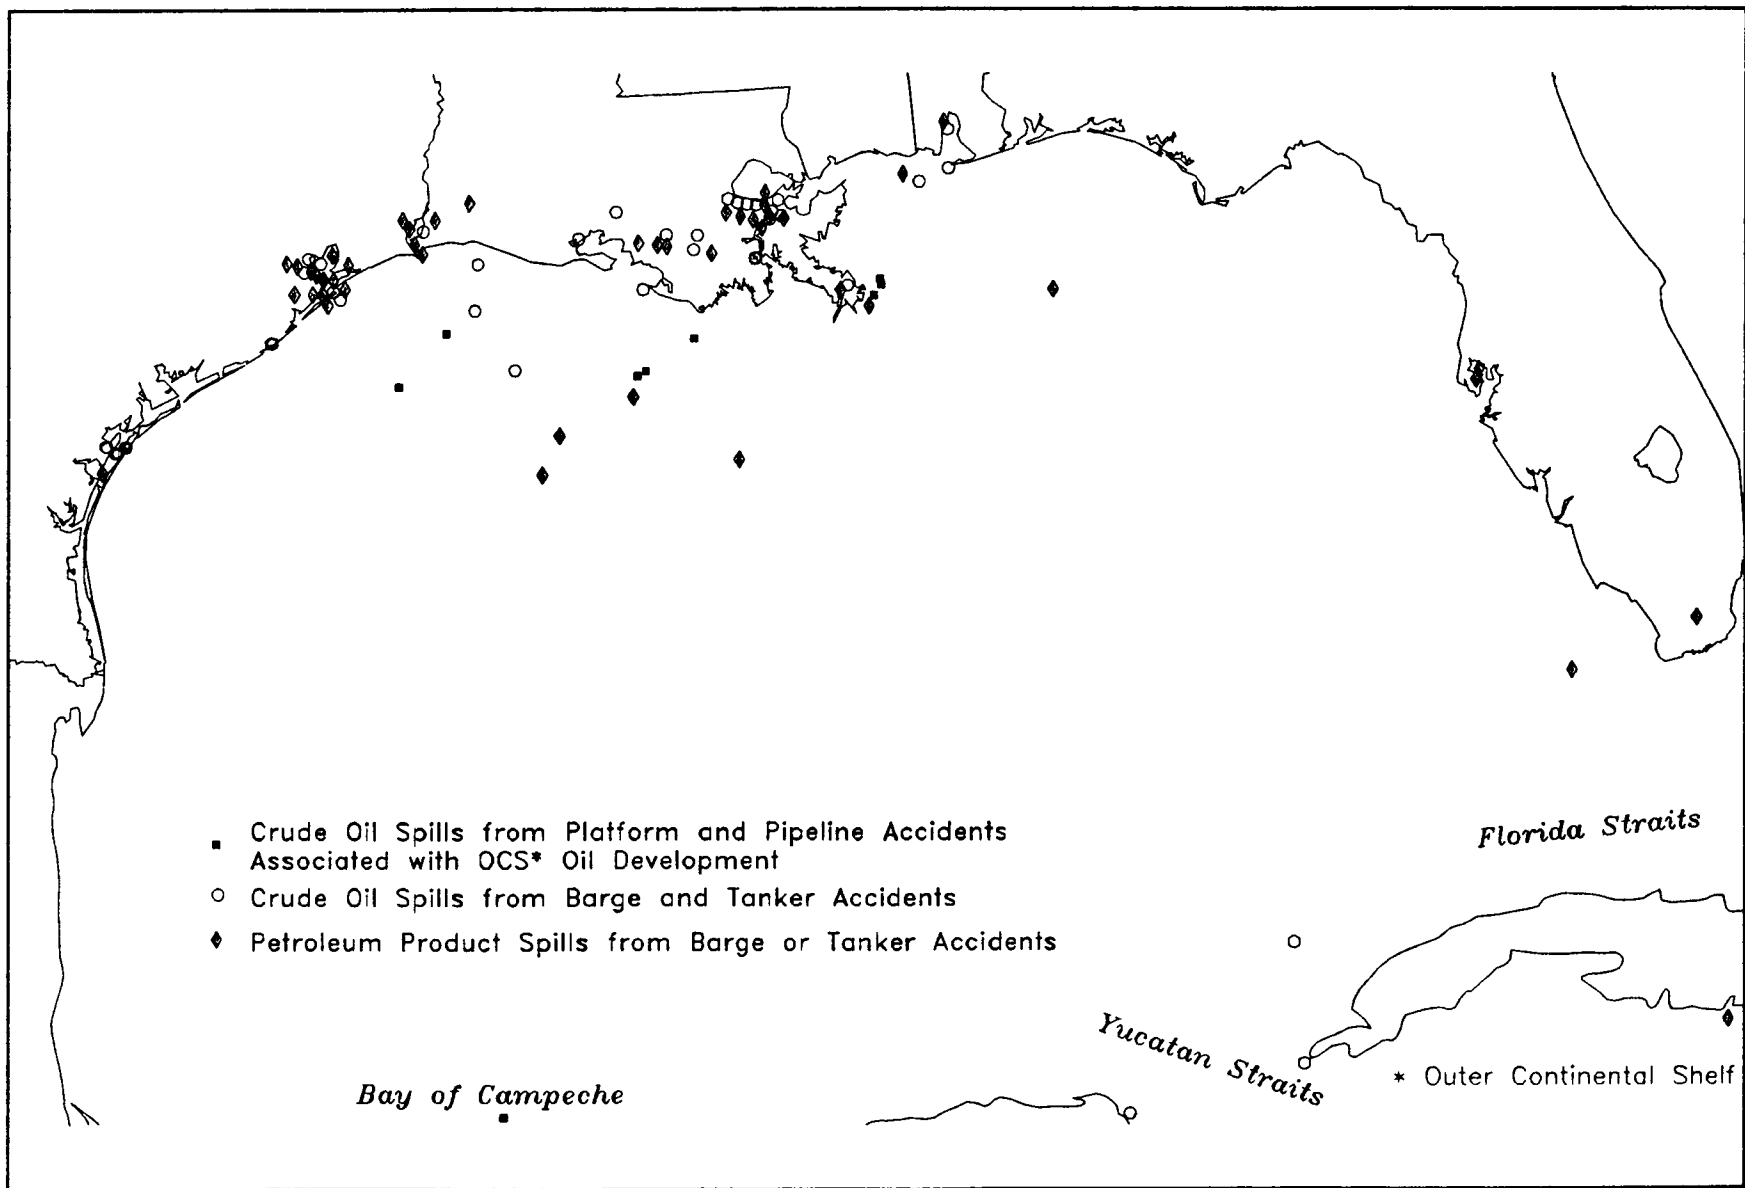 Crude Oil Spills from Platform and Pipeline Accidents
Associated with OCS* Oil Development
Crude Oil Spills from Barge and Tanker Accidents
Petroleum Product Spills from Barge or Tanker Accidents
Florida Straits
Yucatan Straits
* Outer Continental Shelf
Bay of Campeche